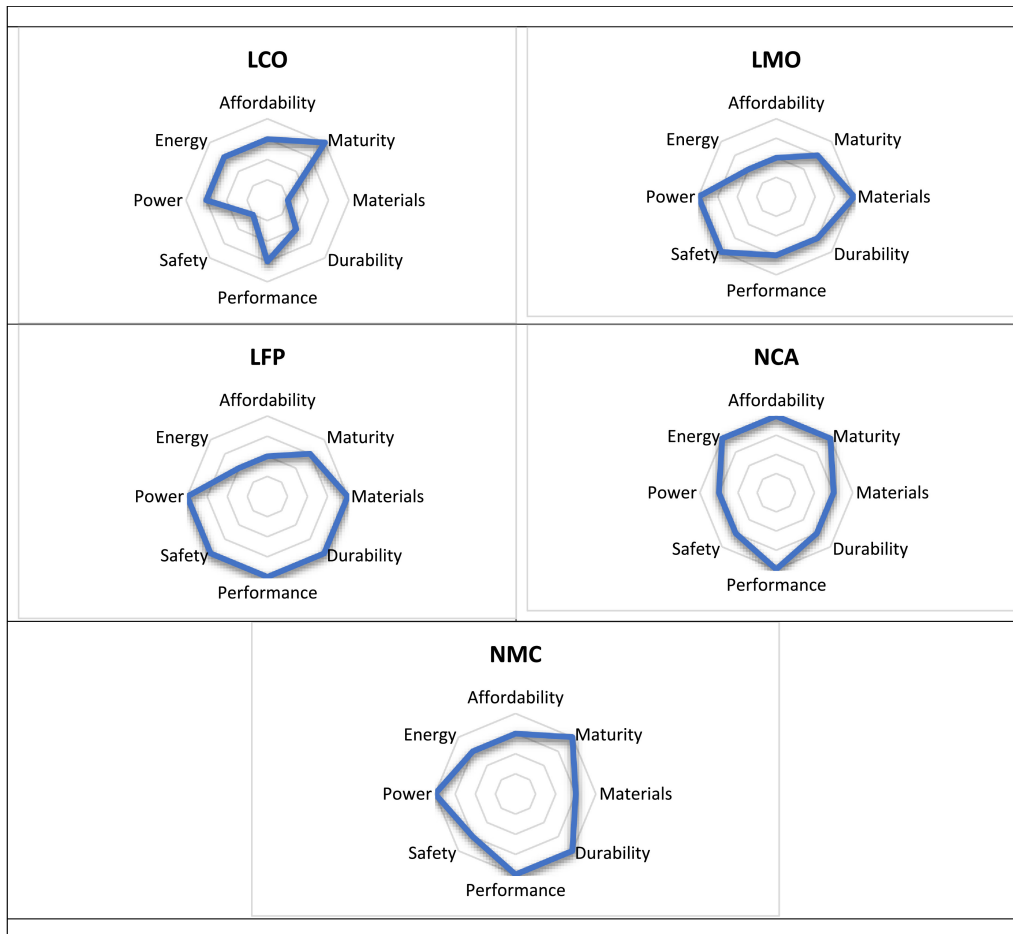 LCO
Affordability
Energy
Maturity
Power
Materials
Safety
Durability
Performance
LMO
Affordability
Energy
Maturity
Power
Materials
Safety
Durability
Performance
LFP
Affordability
Energy
Maturity
Power
Materials
Safety
Durability
Performance
NCA
Affordability
Energy
Maturity
Power
Materials
Safety
Durability
Performance
NMC
Affordability
Energy
Maturity
Power
Materials
Safety
Durability
Performance